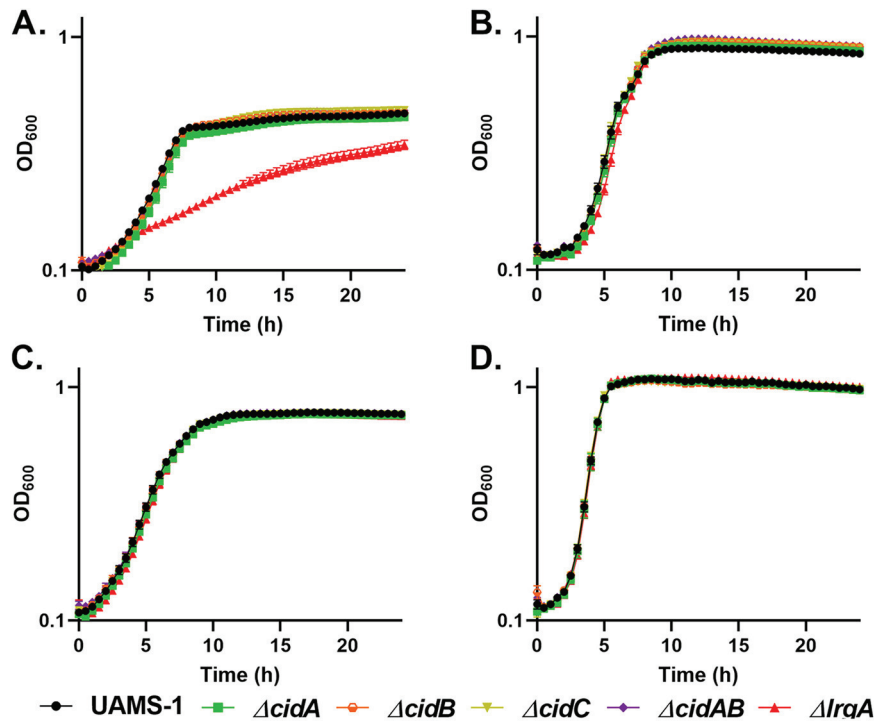 A.
1
OD600
0.1
0 5 10 15 20
Time (h)
B.
1
OD600
0.1
0 5 10 15 20
Time (h)
C.
1
OD600
0.1
0 5 10 15 20
Time (h)
D.
1
OD600
0.1
0 5 10 15 20
Time (h)
UAMS-1 ΔcidA ΔcidB ΔcidC ΔcidAB ΔlrgA